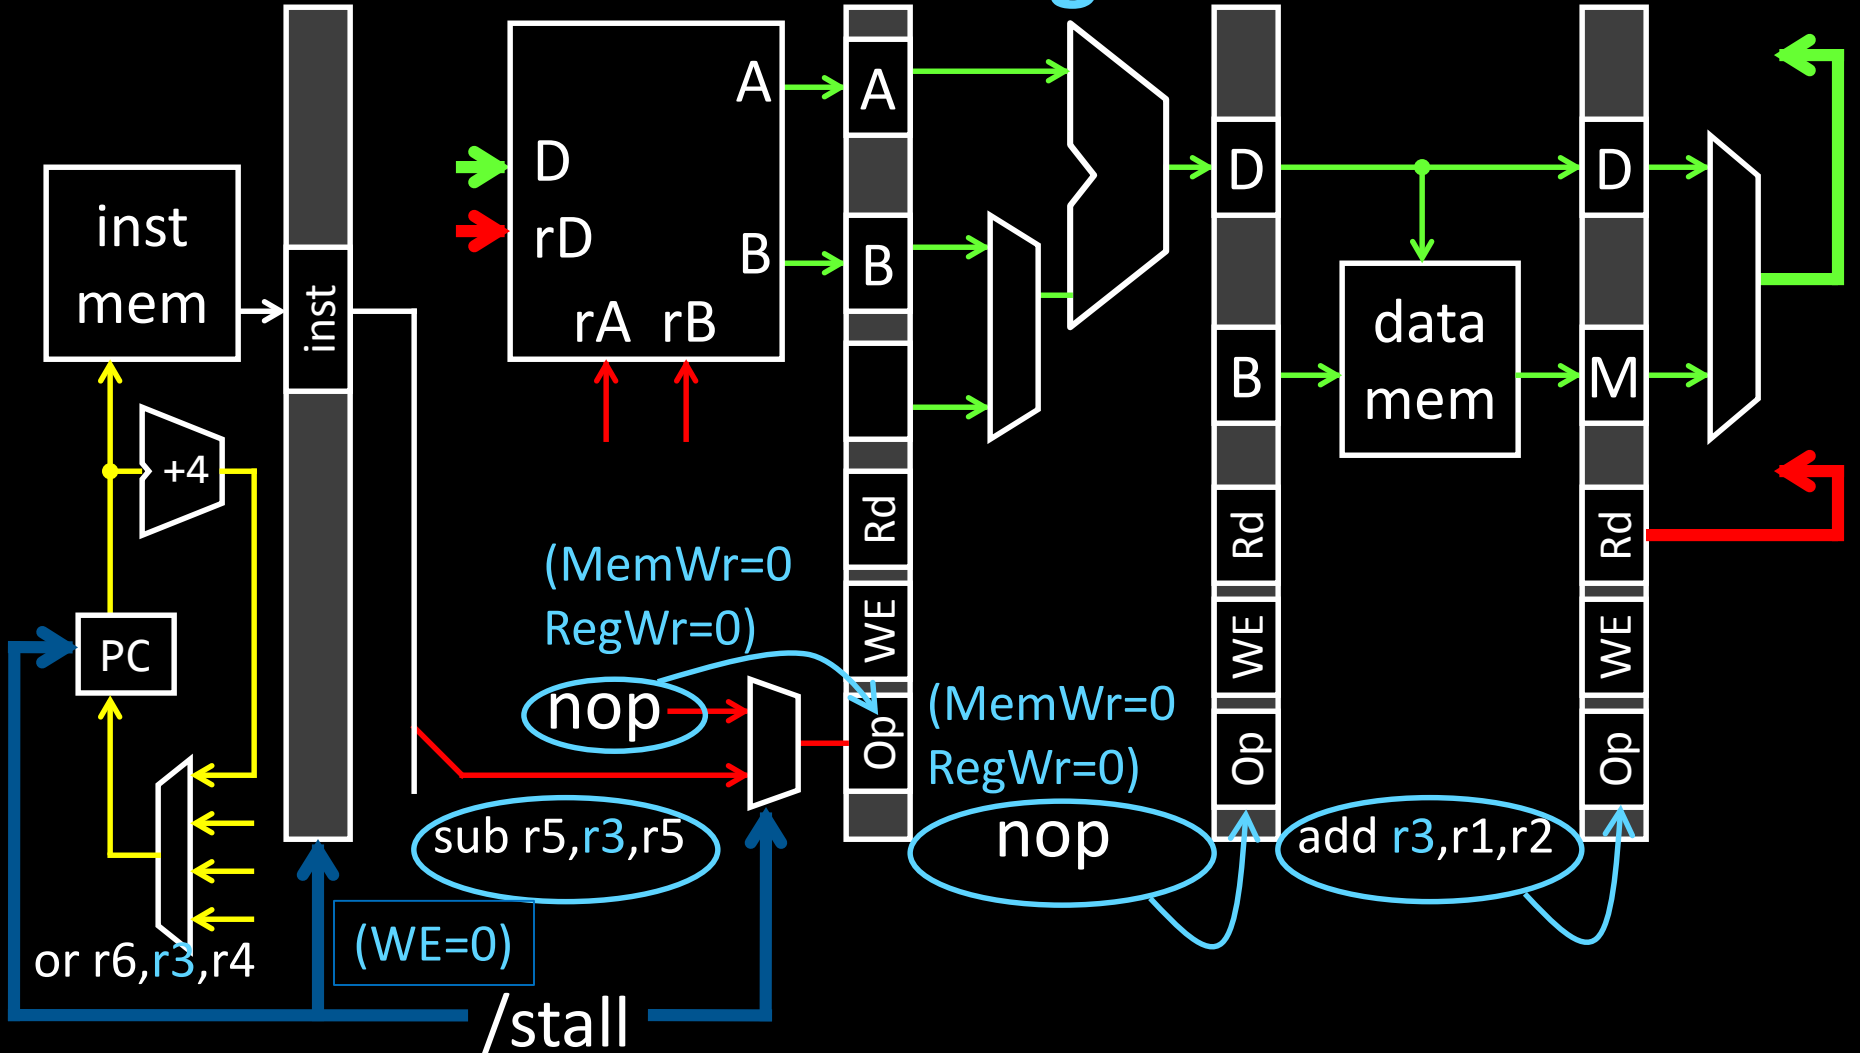 A
D
rD
B
rA rB
inst
mem
inst
+4
PC
A
B
Rd
WE
Op
D
B
Rd
WE
Op
data
mem
D
M
Rd
WE
Op
(MemWr=0
RegWr=0)
nop
(MemWr=0
RegWr=0)
sub r5,r3,r5
nop
add r3,r1,r2
or r6,r3,r4
(WE=0)
/stall